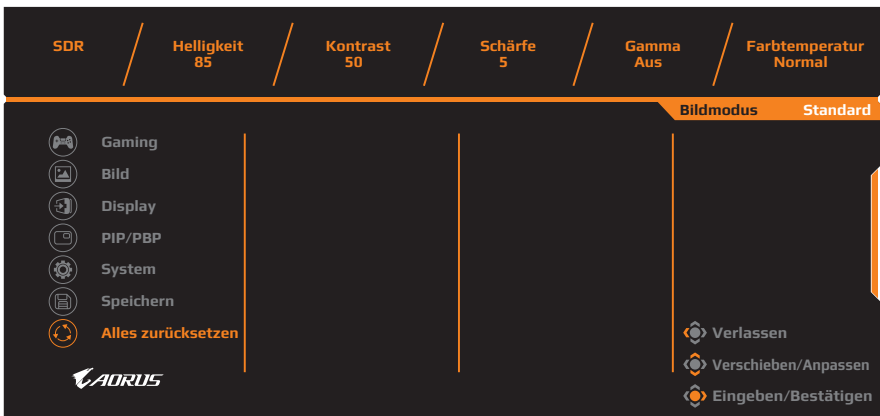 SDR
Helligkeit
85
Kontrast
50
Schärfe
5
Gamma
Aus
Farbtemperatur
Normal
Bildmodus Standard
Gaming
Bild
Display
PIP/PBP
System
Speichern
Alles zurücksetzen
AORUS
Verlassen
Verschieben/Anpassen
Eingeben/Bestätigen